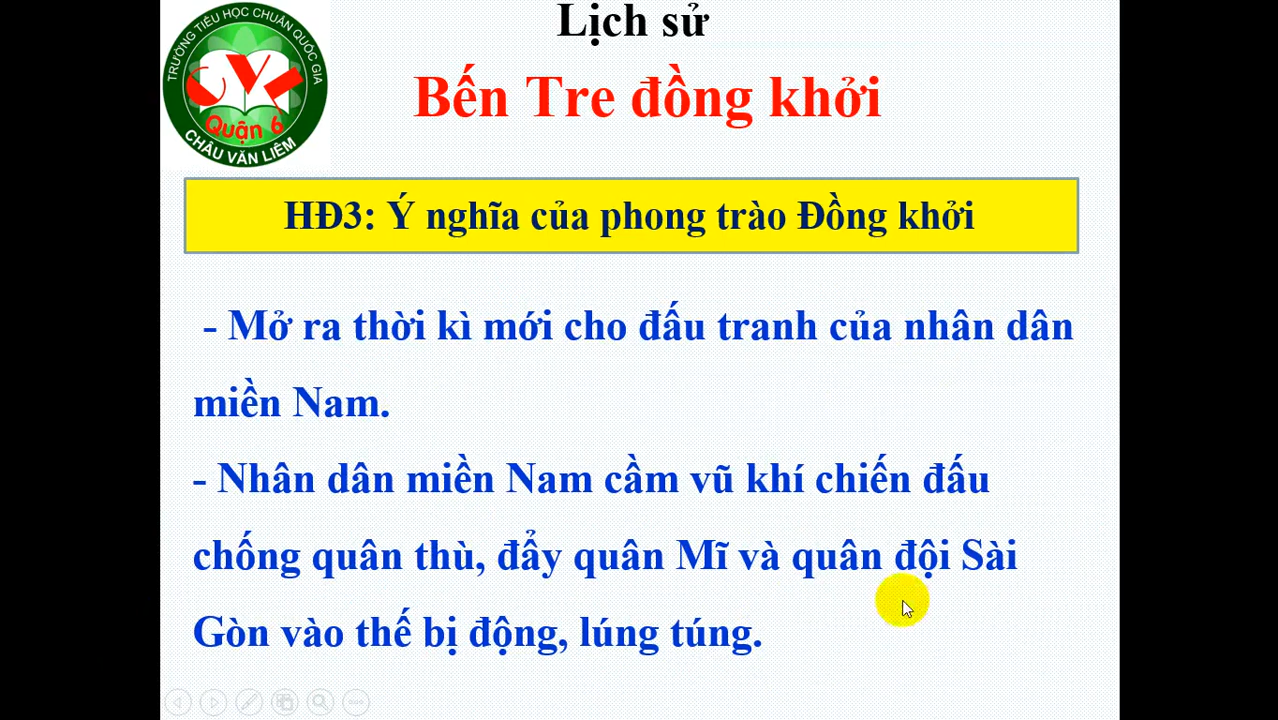 TRƯỜNG TIỂU HỌC CHUẨN QUỐC GIA
CVL
Quận 6
CHÂU VĂN LIÊM
Lịch sử
Bến Tre đồng khởi
HĐ3: Ý nghĩa của phong trào Đồng khởi
- Mở ra thời kì mới cho đấu tranh của nhân dân
miền Nam.
- Nhân dân miền Nam cầm vũ khí chiến đấu
chống quân thù, đẩy quân Mĩ và quân đội Sài
Gòn vào thế bị động, lúng túng.